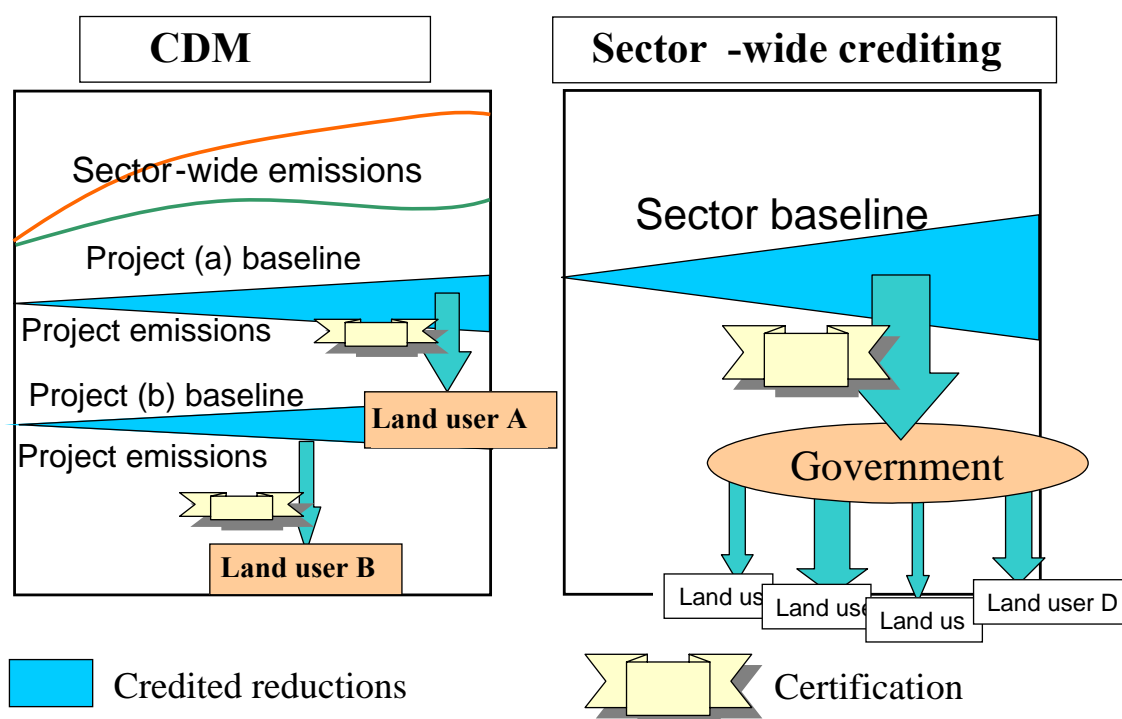 CDM
Sector -wide crediting
Sector-wide emissions
Project (a) baseline
Project emissions
Project (b) baseline
Project emissions
Land user A
Land user B
Sector baseline
Government
Land us
Land use
Land us
Land user D
Credited reductions
Certification